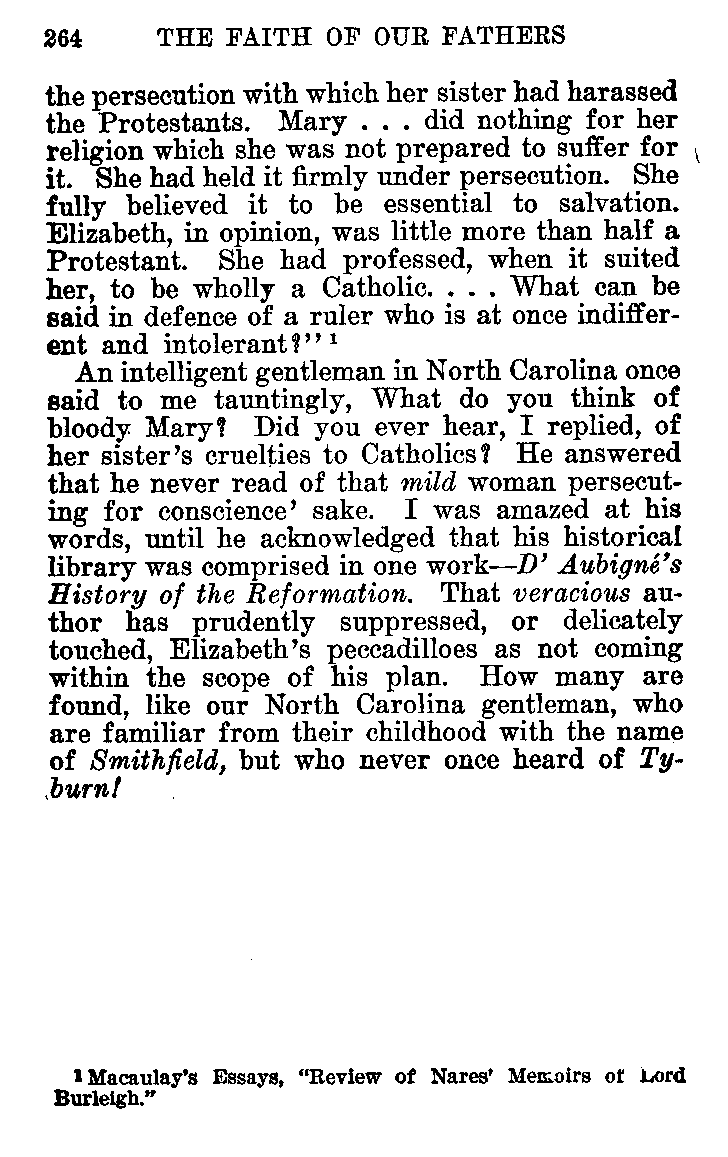 264 THE FAITH OF OUR FATHERS
the persecution with which her sister had harassed
the Protestants. Mary . . . did nothing for her
religion which she was not prepared to suffer for
it. She had held it firmly under persecution. She
fully believed it to be essential to salvation.
Elizabeth, in opinion, was little more than half a
Protestant. She had professed, when it suited
her, to be wholly a Catholic. . . . What can be
said in defence of a ruler who is at once indiffer-
ent and intolerant?"¹
An intelligent gentleman in North Carolina once
said to me tauntingly, What do you think of
bloody Mary? Did you ever hear, I replied, of
her sister's cruelties to Catholics? He answered
that he never read of that mild woman persecut-
ing for conscience' sake. I was amazed at his
words, until he acknowledged that his historical
library was comprised in one work—D' Aubigné's
History of the Reformation. That veracious au-
thor has prudently suppressed, or delicately
touched, Elizabeth's peccadilloes as not coming
within the scope of his plan. How many are
found, like our North Carolina gentleman, who
are familiar from their childhood with the name
of Smithfield, but who never once heard of Ty-
burn!
¹ Macaulay's Essays, "Review of Nares' Memoirs of Lord
Burleigh."